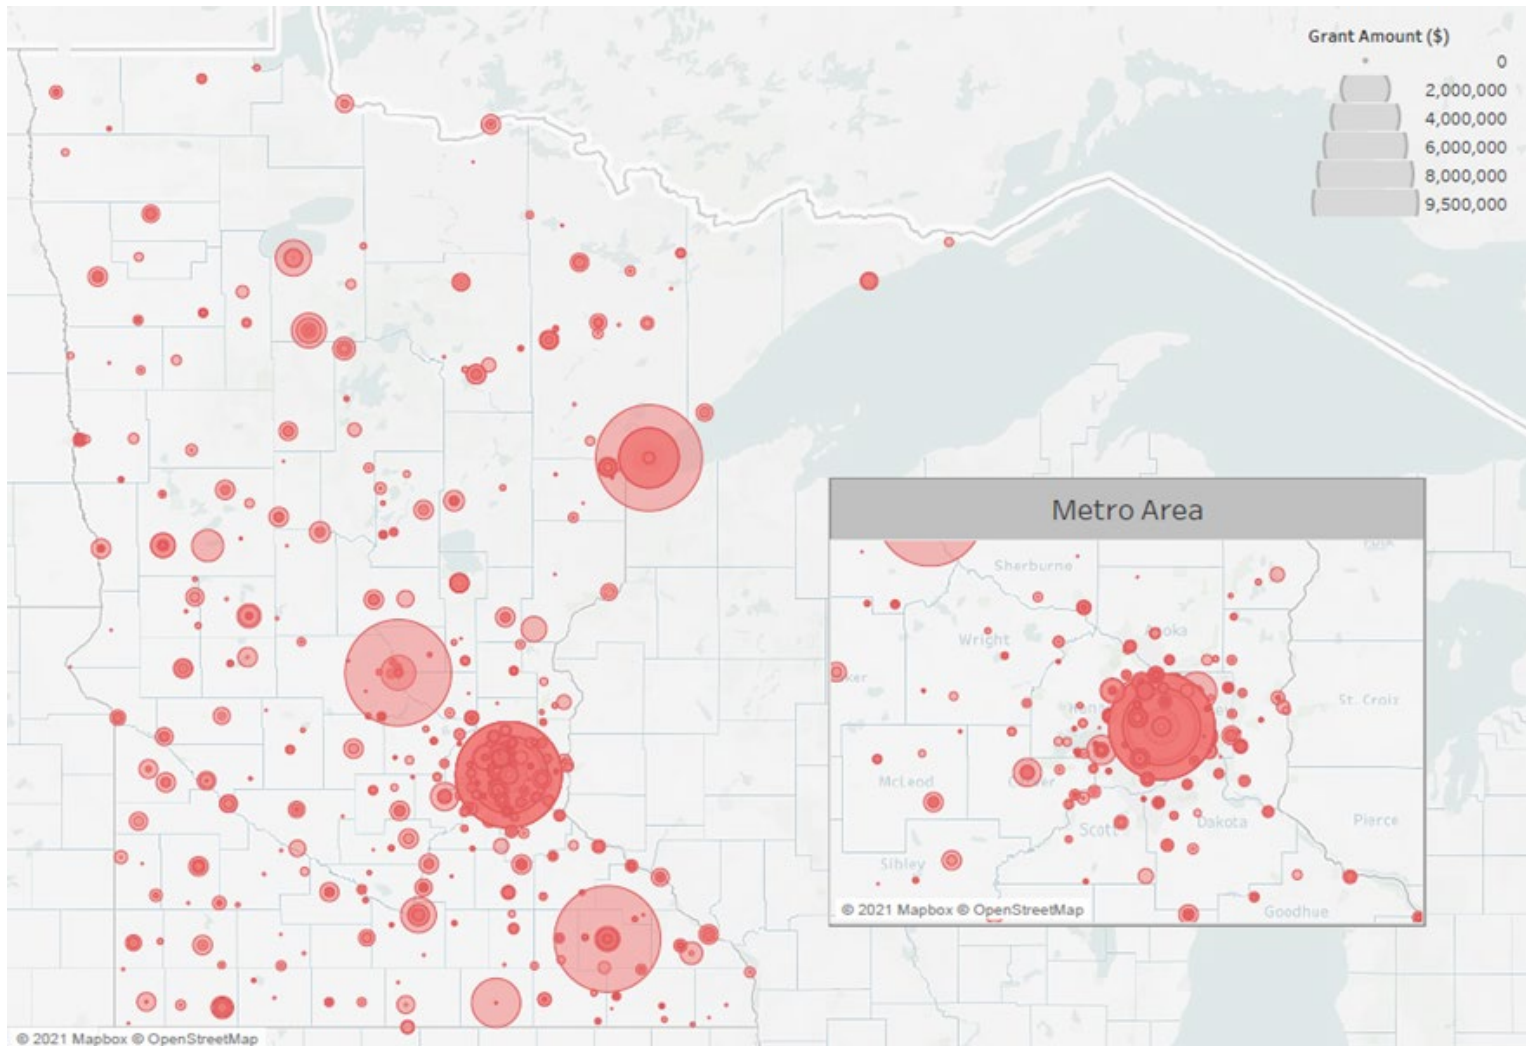 Grant Amount ($)
0
2,000,000
4,000,000
6,000,000
8,000,000
9,500,000
Metro Area
Sherburne
Wright
St. Croix
McLeod
Scott
Dakota
Pierce
Sibley
Goodhue
© 2021 Mapbox © OpenStreetMap
© 2021 Mapbox © OpenStreetMap